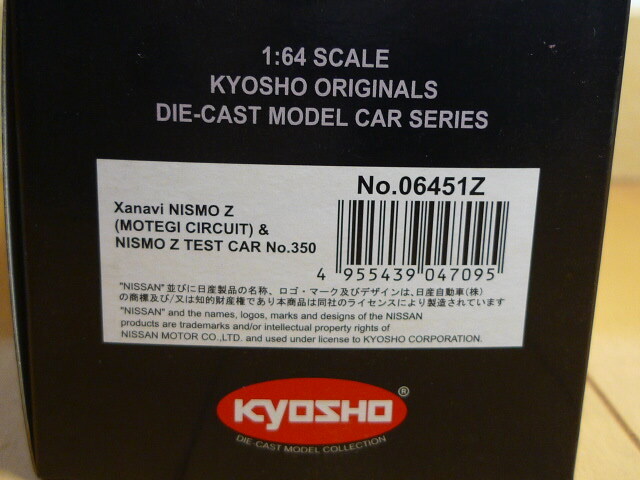 1:64 SCALE
KYOSHO ORIGINALS
DIE-CAST MODEL CAR SERIES
No.06451Z
Xanavi NISMO Z
(MOTEGI CIRCUIT) &
NISMO Z TEST CAR No.350
4 955439 047095
"NISSAN"並びに日産製品の名称、ロゴ・マーク及びデザインは、日産自動車(株)
の商標及び/又は知的財産権であり本商品は同社のライセンスにより製造されています
"NISSAN" and the names, logos, marks and designs of the NISSAN
products are trademarks and/or intellectual property rights of
NISSAN MOTOR CO.,LTD. and used under license to KYOSHO CORPORATION.
KYOSHO®
DIE-CAST MODEL COLLECTION